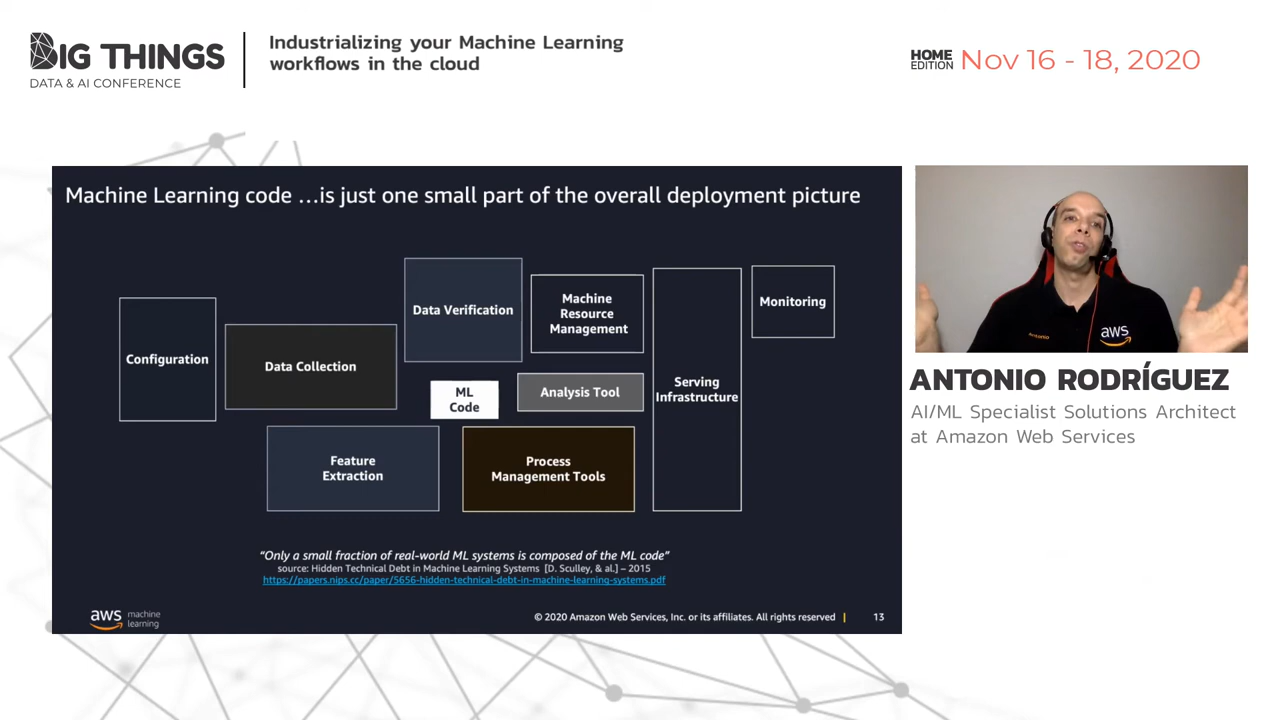 BIG THINGS
DATA & AI CONFERENCE
Industrializing your Machine Learning
workflows in the cloud
HOME
EDITION
Nov 16 - 18, 2020
Machine Learning code ...is just one small part of the overall deployment picture
Configuration
Data Collection
Data Verification
Machine
Resource
Management
Monitoring
ML
Code
Analysis Tool
Serving
Infrastructure
Feature
Extraction
Process
Management Tools
“Only a small fraction of real-world ML systems is composed of the ML code”
source: Hidden Technical Debt in Machine Learning Systems [D. Sculley, & al.] – 2015
https://papers.nips.cc/paper/5656-hidden-technical-debt-in-machine-learning-systems.pdf
aws
machine
learning
© 2020 Amazon Web Services, Inc. or its affiliates. All rights reserved |
13
Antonio
aws
ANTONIO RODRÍGUEZ
AI/ML Specialist Solutions Architect
at Amazon Web Services